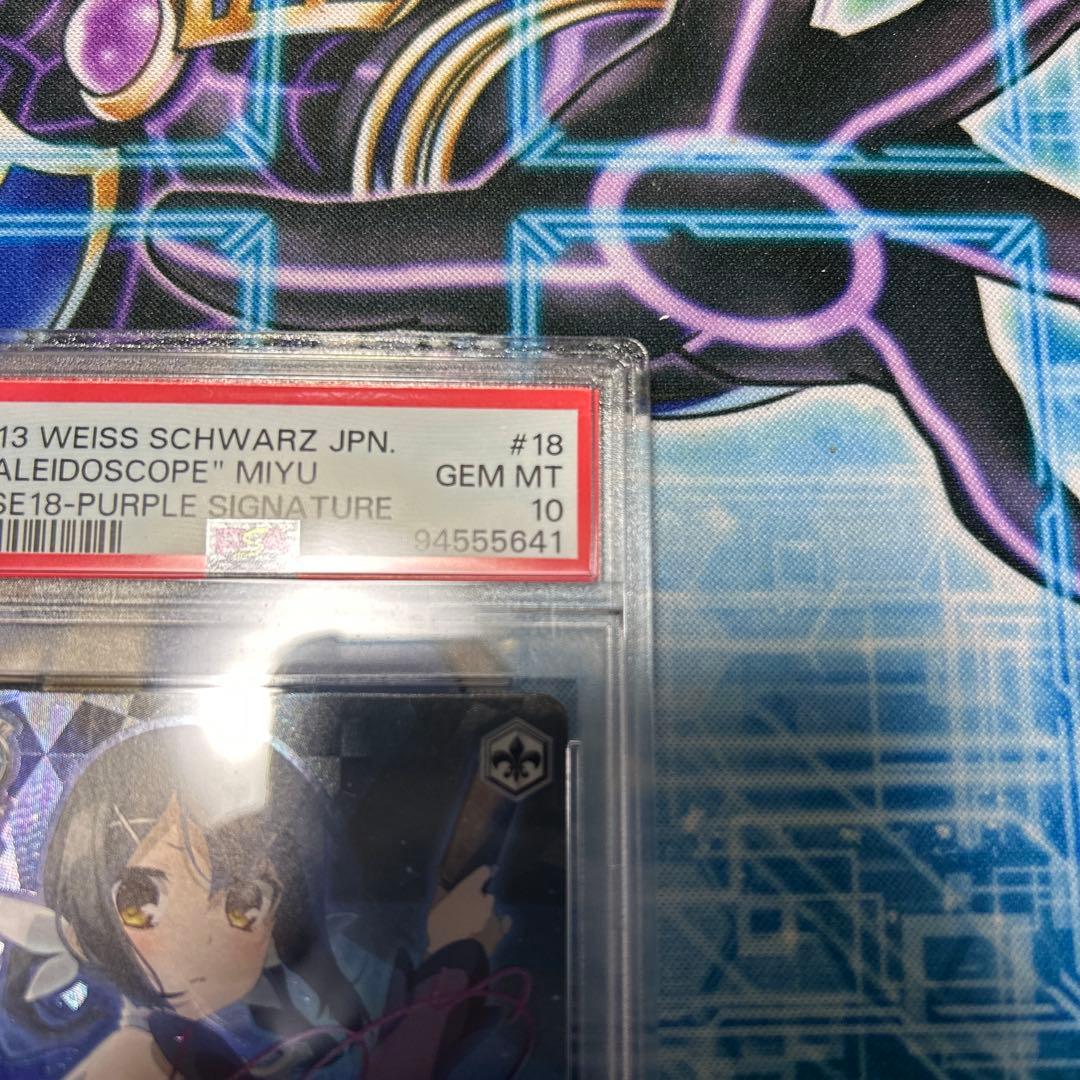 13 WEISS SCHWARZ JPN. #18
ALEIDOSCOPE" MIYU GEM MT
SE18-PURPLE SIGNATURE 10
94555641